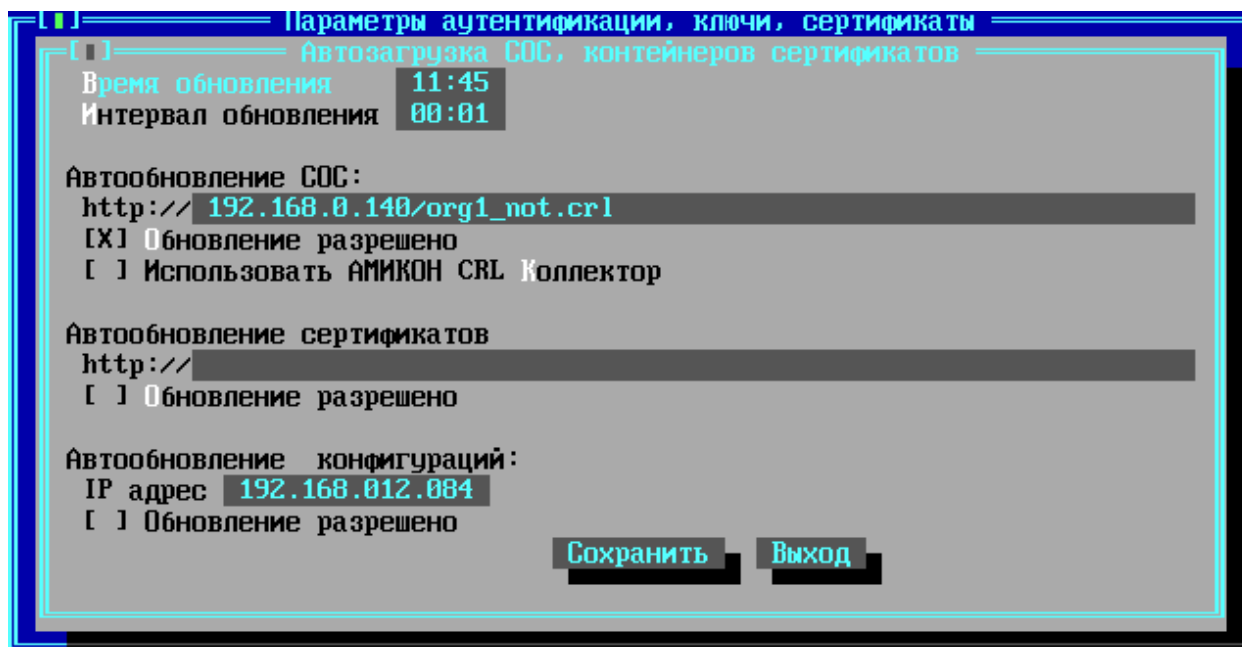 Параметры аутентификации, ключи, сертификаты
Автозагрузка СОС, контейнеров сертификатов
Время обновления 11:45
Интервал обновления 00:01
Автообновление СОС:
http:// 192.168.0.140/org1_not.crl
[X] Обновление разрешено
[ ] Использовать АМИКОН CRL Коллектор
Автообновление сертификатов
http://
[ ] Обновление разрешено
Автообновление конфигураций:
IP адрес 192.168.012.084
[ ] Обновление разрешено
Сохранить Выход